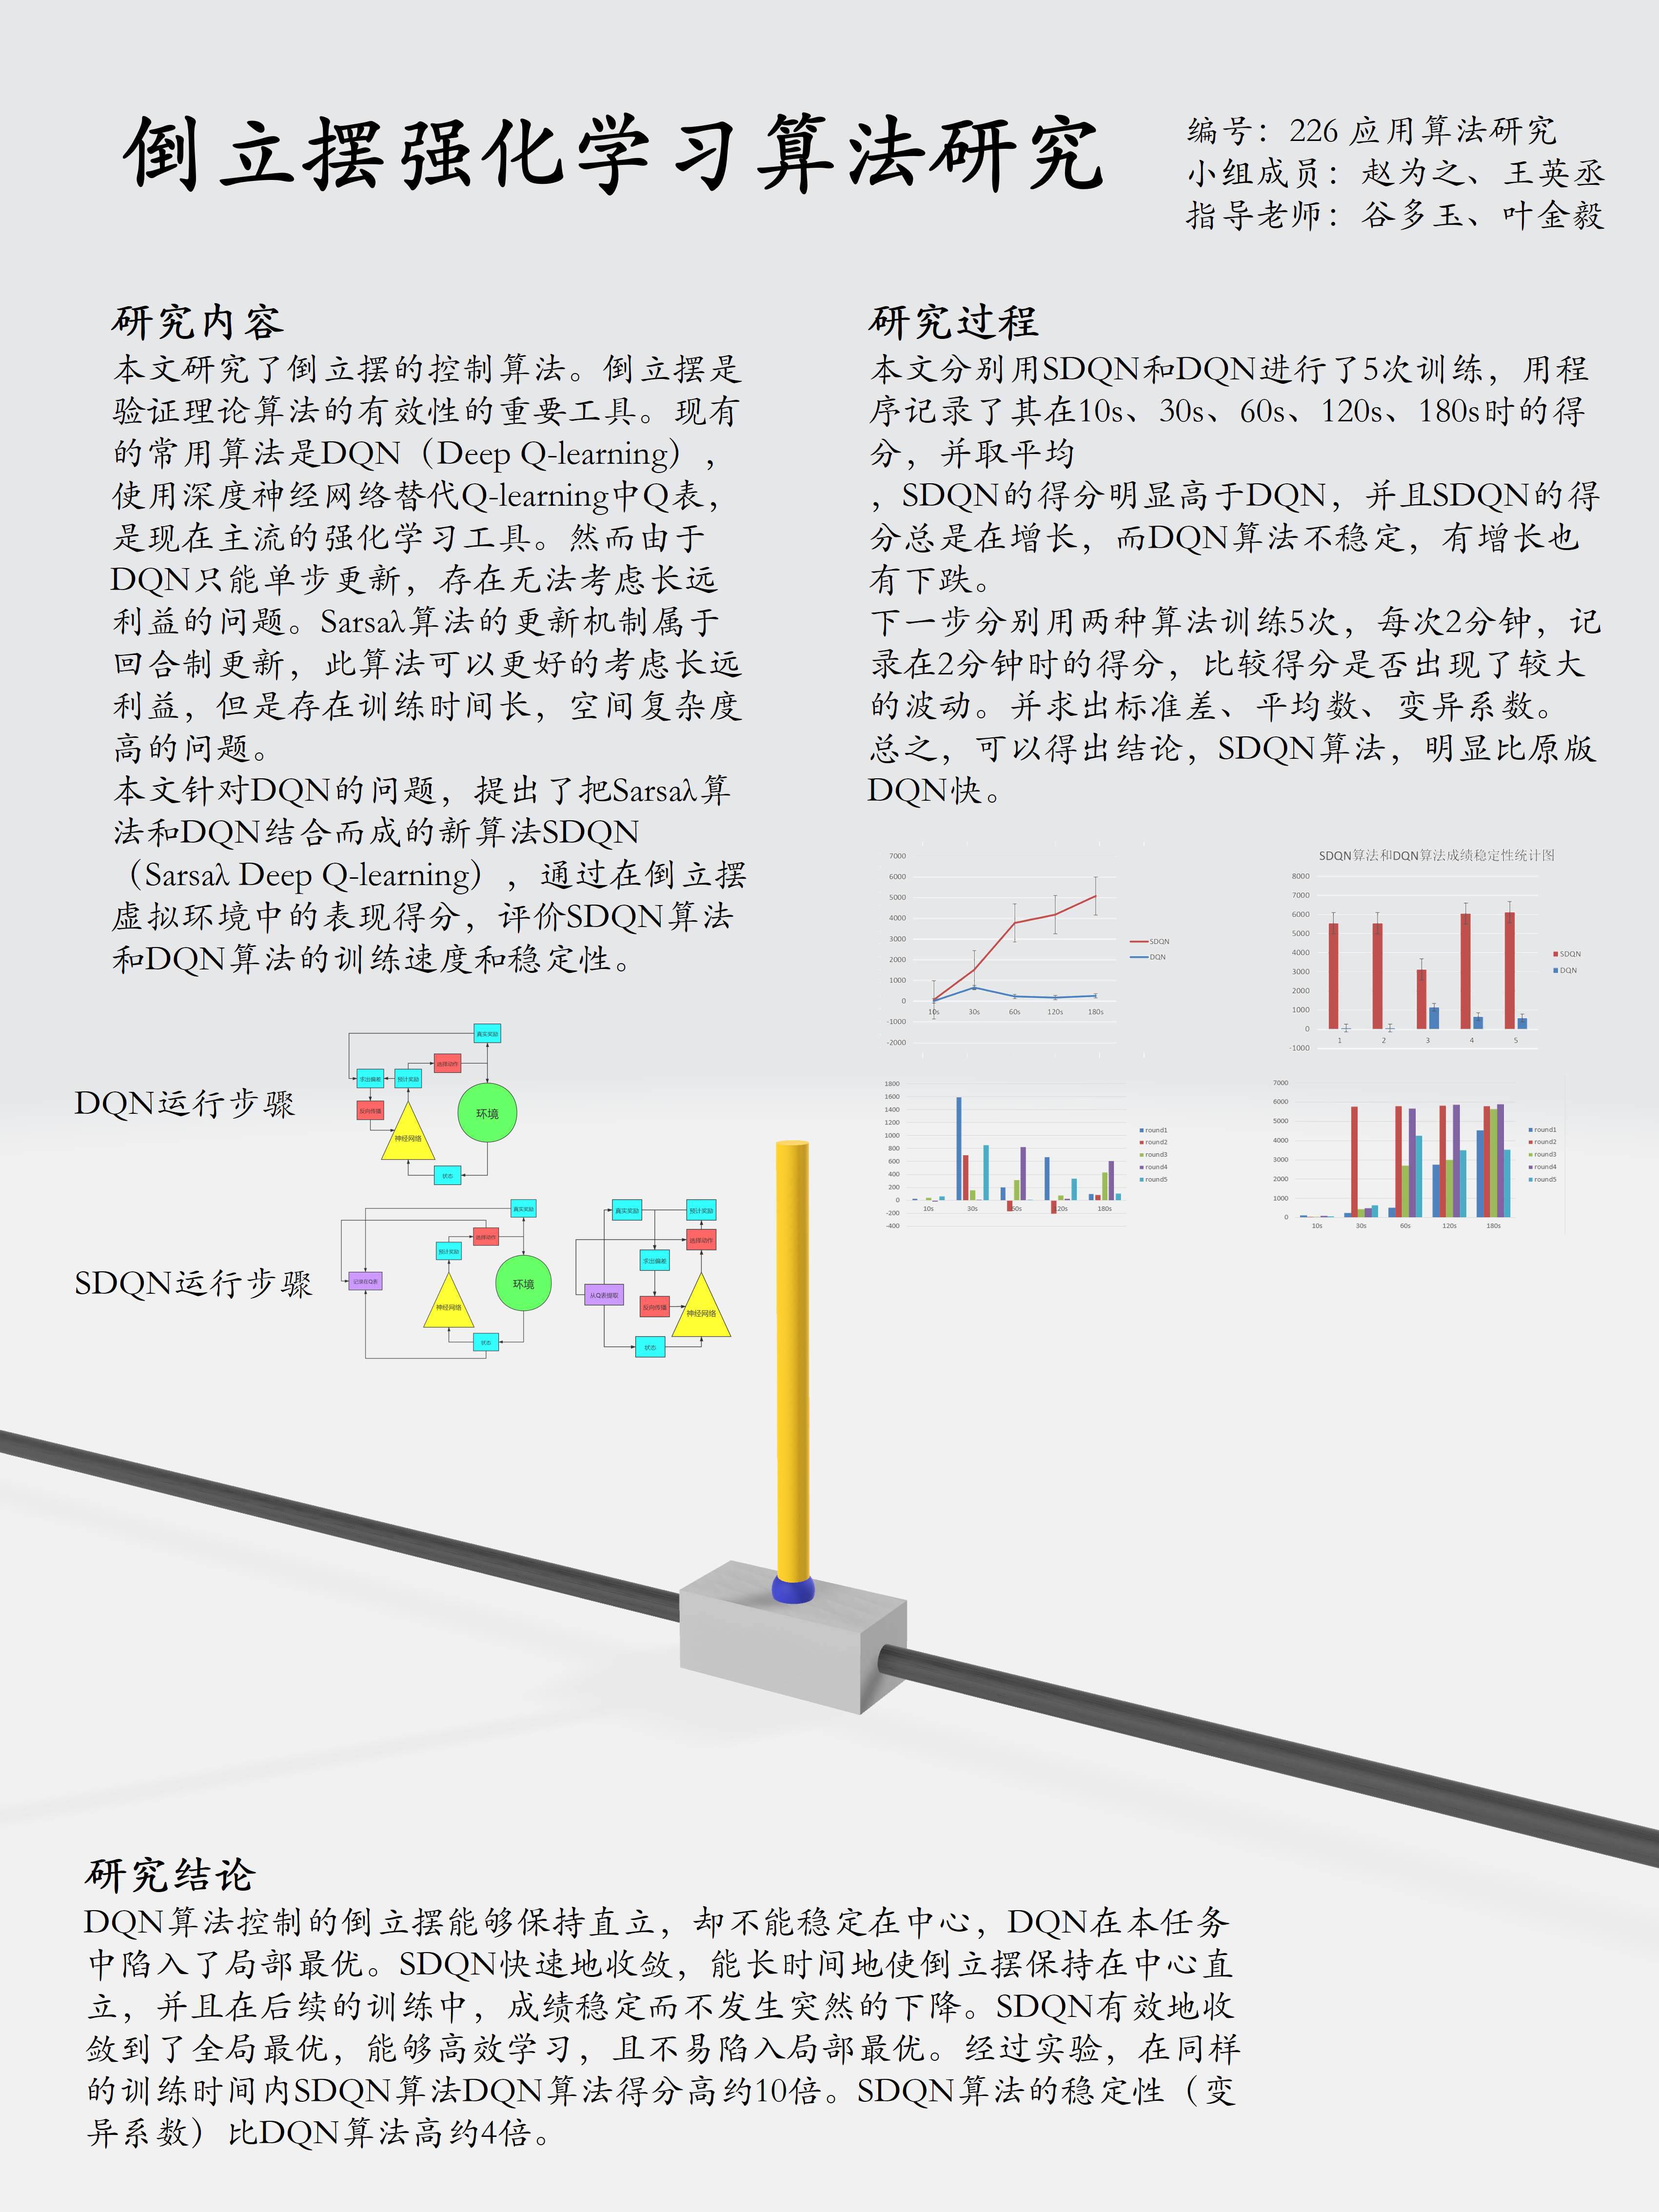 倒立摆强化学习算法研究
编号：226 应用算法研究
小组成员：赵为之、王英丞
指导老师：谷多玉、叶金毅
研究内容
本文研究了倒立摆的控制算法。倒立摆是
验证理论算法的有效性的重要工具。现有
的常用算法是DQN（Deep Q-learning），
使用深度神经网络替代Q-learning中Q表，
是现在主流的强化学习工具。然而由于
DQN只能单步更新，存在无法考虑长远
利益的问题。Sarsaλ算法的更新机制属于
回合制更新，此算法可以更好的考虑长远
利益，但是存在训练时间长，空间复杂度
高的问题。
本文针对DQN的问题，提出了把Sarsaλ算
法和DQN结合而成的新算法SDQN
（Sarsaλ Deep Q-learning），通过在倒立摆
虚拟环境中的表现得分，评价SDQN算法
和DQN算法的训练速度和稳定性。
研究过程
本文分别用SDQN和DQN进行了5次训练，用程
序记录了其在10s、30s、60s、120s、180s时的得
分，并取平均
，SDQN的得分明显高于DQN，并且SDQN的得
分总是在增长，而DQN算法不稳定，有增长也
有下跌。
下一步分别用两种算法训练5次，每次2分钟，记
录在2分钟时的得分，比较得分是否出现了较大
的波动。并求出标准差、平均数、变异系数。
总之，可以得出结论，SDQN算法，明显比原版
DQN快。
7000
6000
5000
4000
3000
2000
1000
0
-1000
-2000
10s 30s 60s 120s 180s
SDQN
DQN
SDQN算法和DQN算法成绩稳定性统计图
8000
7000
6000
5000
4000
3000
2000
1000
0
-1000
1 2 3 4 5
SDQN
DQN
1800
1600
1400
1200
1000
800
600
400
200
0
-200
-400
10s 30s 60s 120s 180s
round1
round2
round3
round4
round5
7000
6000
5000
4000
3000
2000
1000
0
10s 30s 60s 120s 180s
round1
round2
round3
round4
round5
DQN运行步骤
真实奖励
选择动作
求出偏差
预计奖励
反向传播
环境
神经网络
状态
SDQN运行步骤
真实奖励
选择动作
预计奖励
记录在Q表
环境
神经网络
状态
真实奖励
预计奖励
选择动作
求出偏差
从Q表提取
反向传播
神经网络
状态
研究结论
DQN算法控制的倒立摆能够保持直立，却不能稳定在中心，DQN在本任务
中陷入了局部最优。SDQN快速地收敛，能长时间地使倒立摆保持在中心直
立，并且在后续的训练中，成绩稳定而不发生突然的下降。SDQN有效地收
敛到了全局最优，能够高效学习，且不易陷入局部最优。经过实验，在同样
的训练时间内SDQN算法DQN算法得分高约10倍。SDQN算法的稳定性（变
异系数）比DQN算法高约4倍。